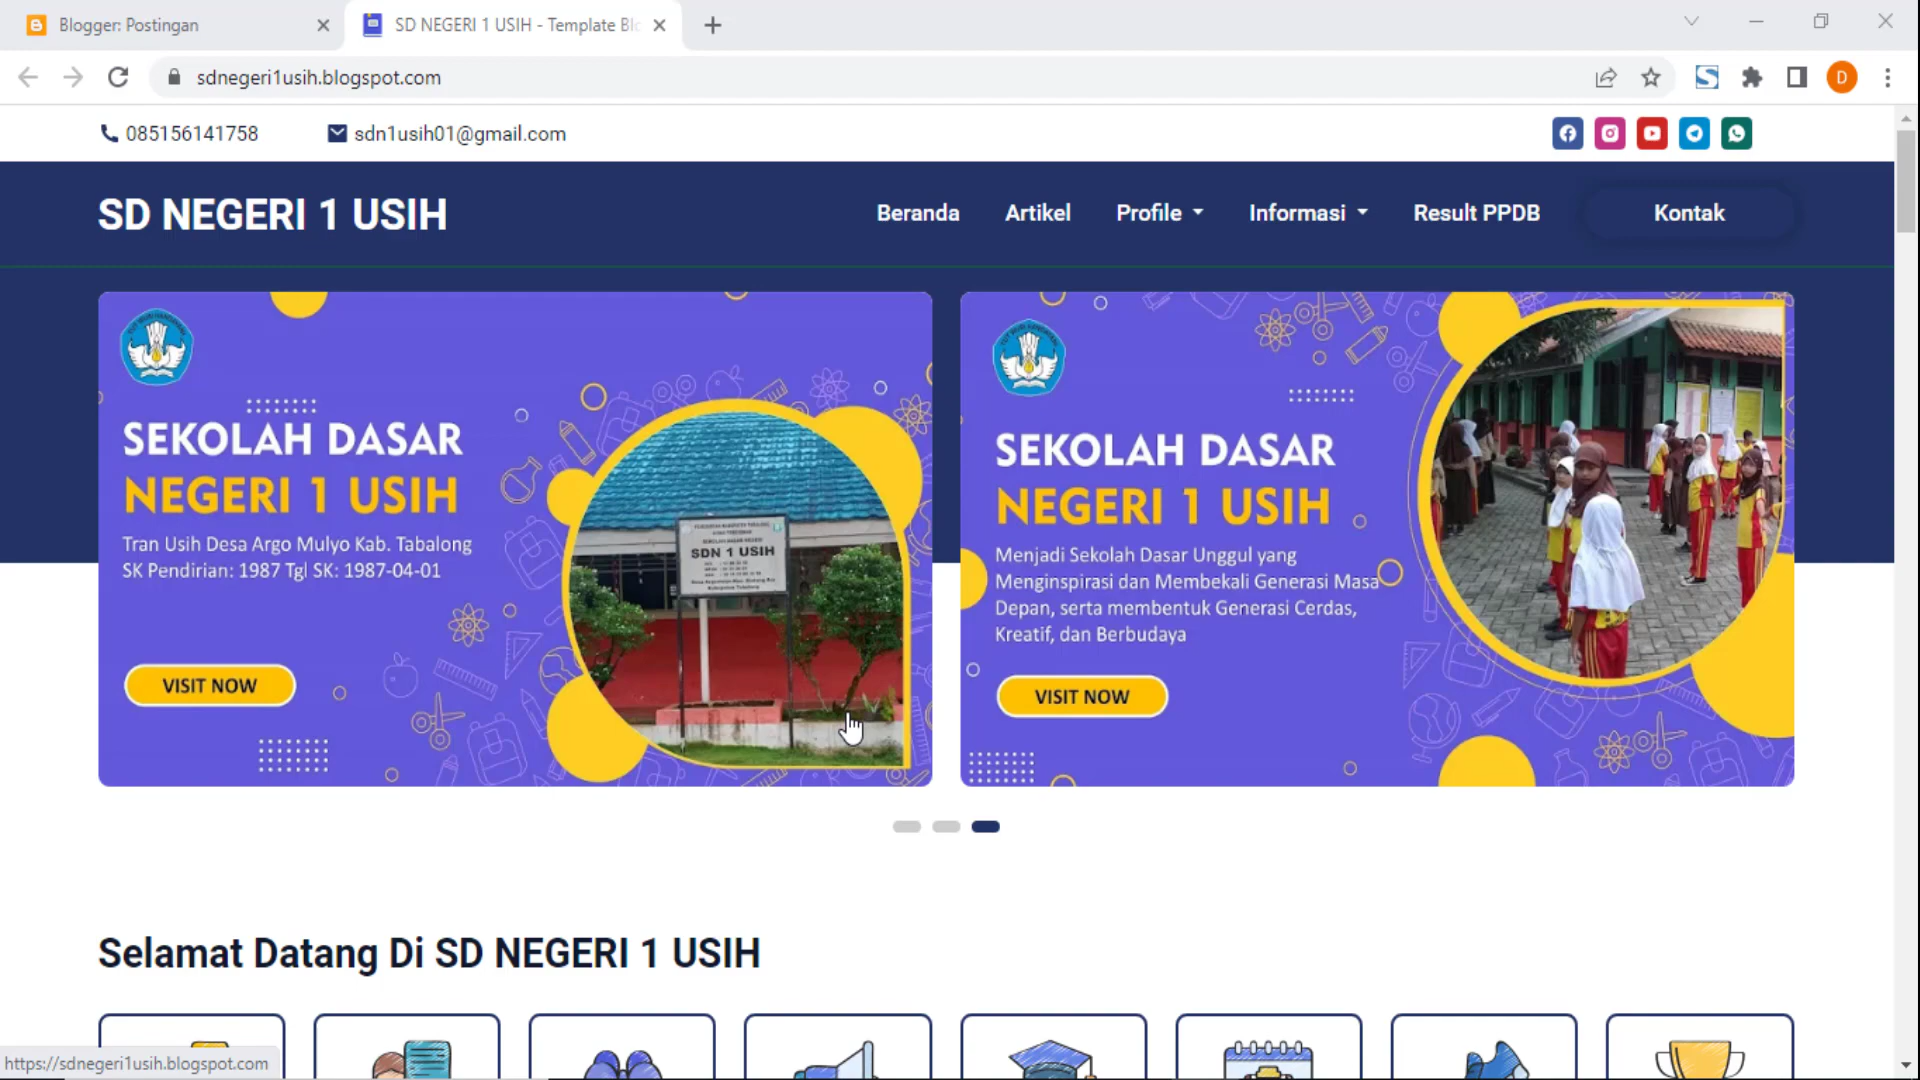 Blogger: Postingan
SD NEGERI 1 USIH - Template Blo
sdnegeri1usih.blogspot.com
D
085156141758
sdn1usih01@gmail.com
SD NEGERI 1 USIH
Beranda
Artikel
Profile
Informasi
Result PPDB
Kontak
SEKOLAH DASAR
NEGERI 1 USIH
Tran Usih Desa Argo Mulyo Kab. Tabalong
SK Pendirian: 1987 Tgl SK: 1987-04-01
VISIT NOW
SEKOLAH DASAR NEGERI
SDN 1 USIH
SEKOLAH DASAR
NEGERI 1 USIH
Menjadi Sekolah Dasar Unggul yang
Menginspirasi dan Membekali Generasi Masa
Depan, serta membentuk Generasi Cerdas,
Kreatif, dan Berbudaya
VISIT NOW
Selamat Datang Di SD NEGERI 1 USIH
https://sdnegeri1usih.blogspot.com